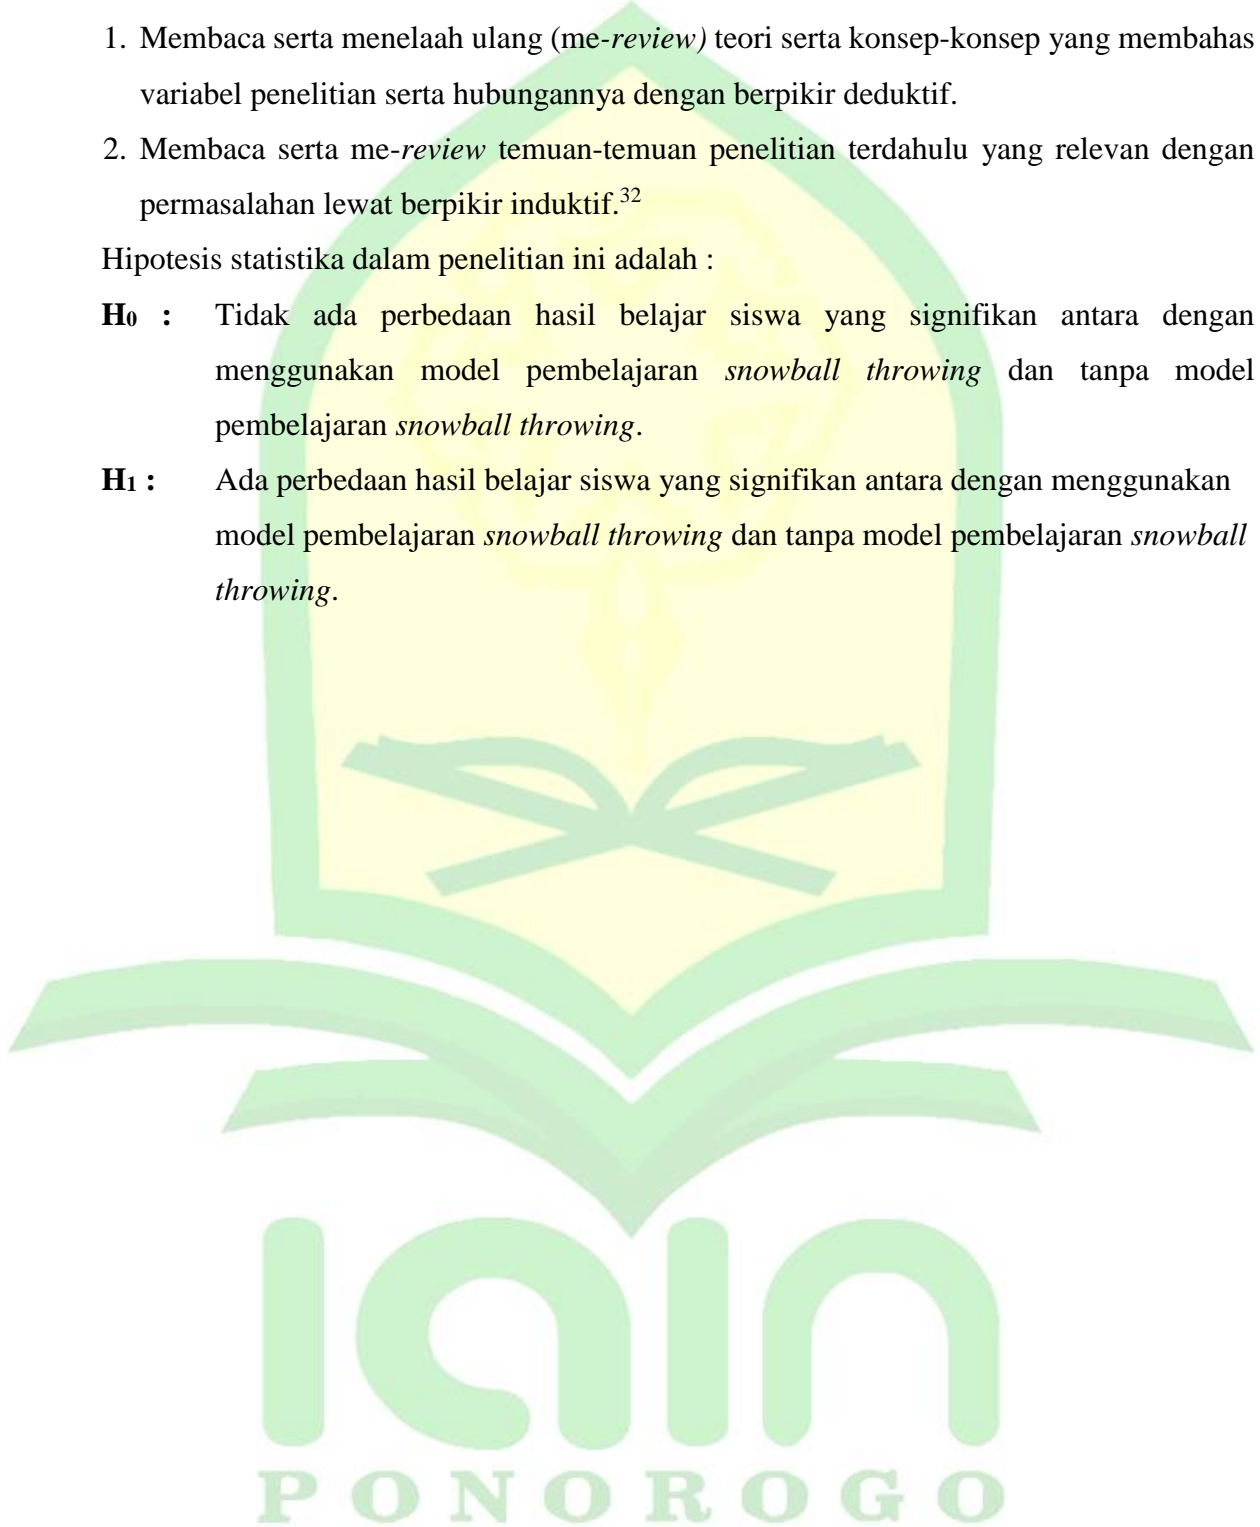 1. Membaca serta menelaah ulang (me-review) teori serta konsep-konsep yang membahas
variabel penelitian serta hubungannya dengan berpikir deduktif.
2. Membaca serta me-review temuan-temuan penelitian terdahulu yang relevan dengan
permasalahan lewat berpikir induktif.32
Hipotesis statistika dalam penelitian ini adalah :
H0 : Tidak ada perbedaan hasil belajar siswa yang signifikan antara dengan
menggunakan model pembelajaran snowball throwing dan tanpa model
pembelajaran snowball throwing.
H1 : Ada perbedaan hasil belajar siswa yang signifikan antara dengan menggunakan
model pembelajaran snowball throwing dan tanpa model pembelajaran snowball
throwing.
iain
PONOROGO